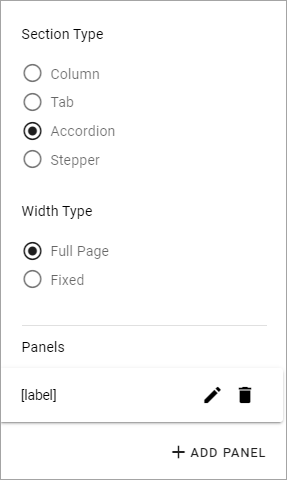 Section Type
Column
Tab
Accordion
Stepper
Width Type
Full Page
Fixed
Panels
[label]
ADD PANEL